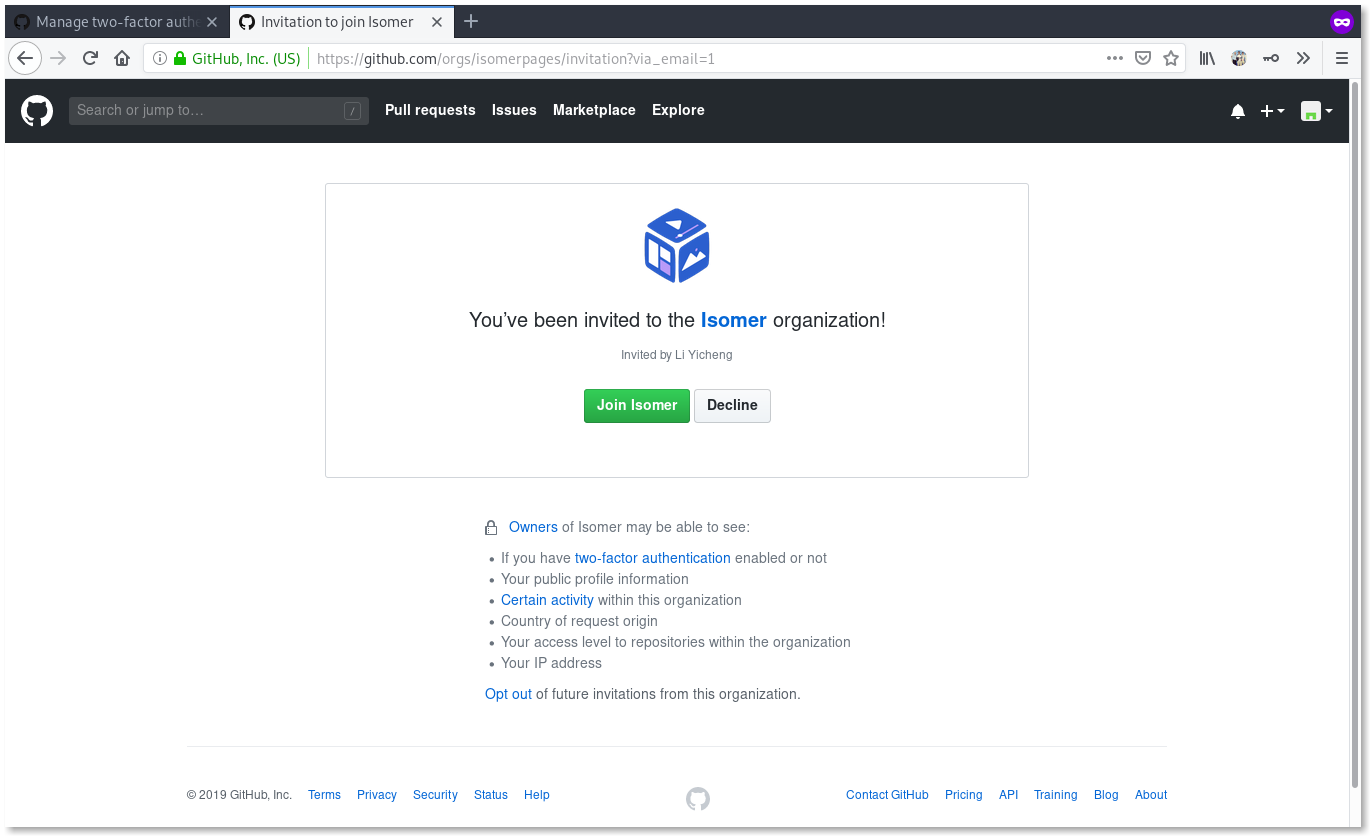 Manage two-factor authe
Invitation to join Isomer
GitHub, Inc. (US)
https://github.com/orgs/isomerpages/invitation?via_email=1
Search or jump to...
/
Pull requests
Issues
Marketplace
Explore
You’ve been invited to the Isomer organization!
Invited by Li Yicheng
Join Isomer
Decline
Owners of Isomer may be able to see:
• If you have two-factor authentication enabled or not
• Your public profile information
• Certain activity within this organization
• Country of request origin
• Your access level to repositories within the organization
• Your IP address
Opt out of future invitations from this organization.
© 2019 GitHub, Inc.
Terms
Privacy
Security
Status
Help
Contact GitHub
Pricing
API
Training
Blog
About